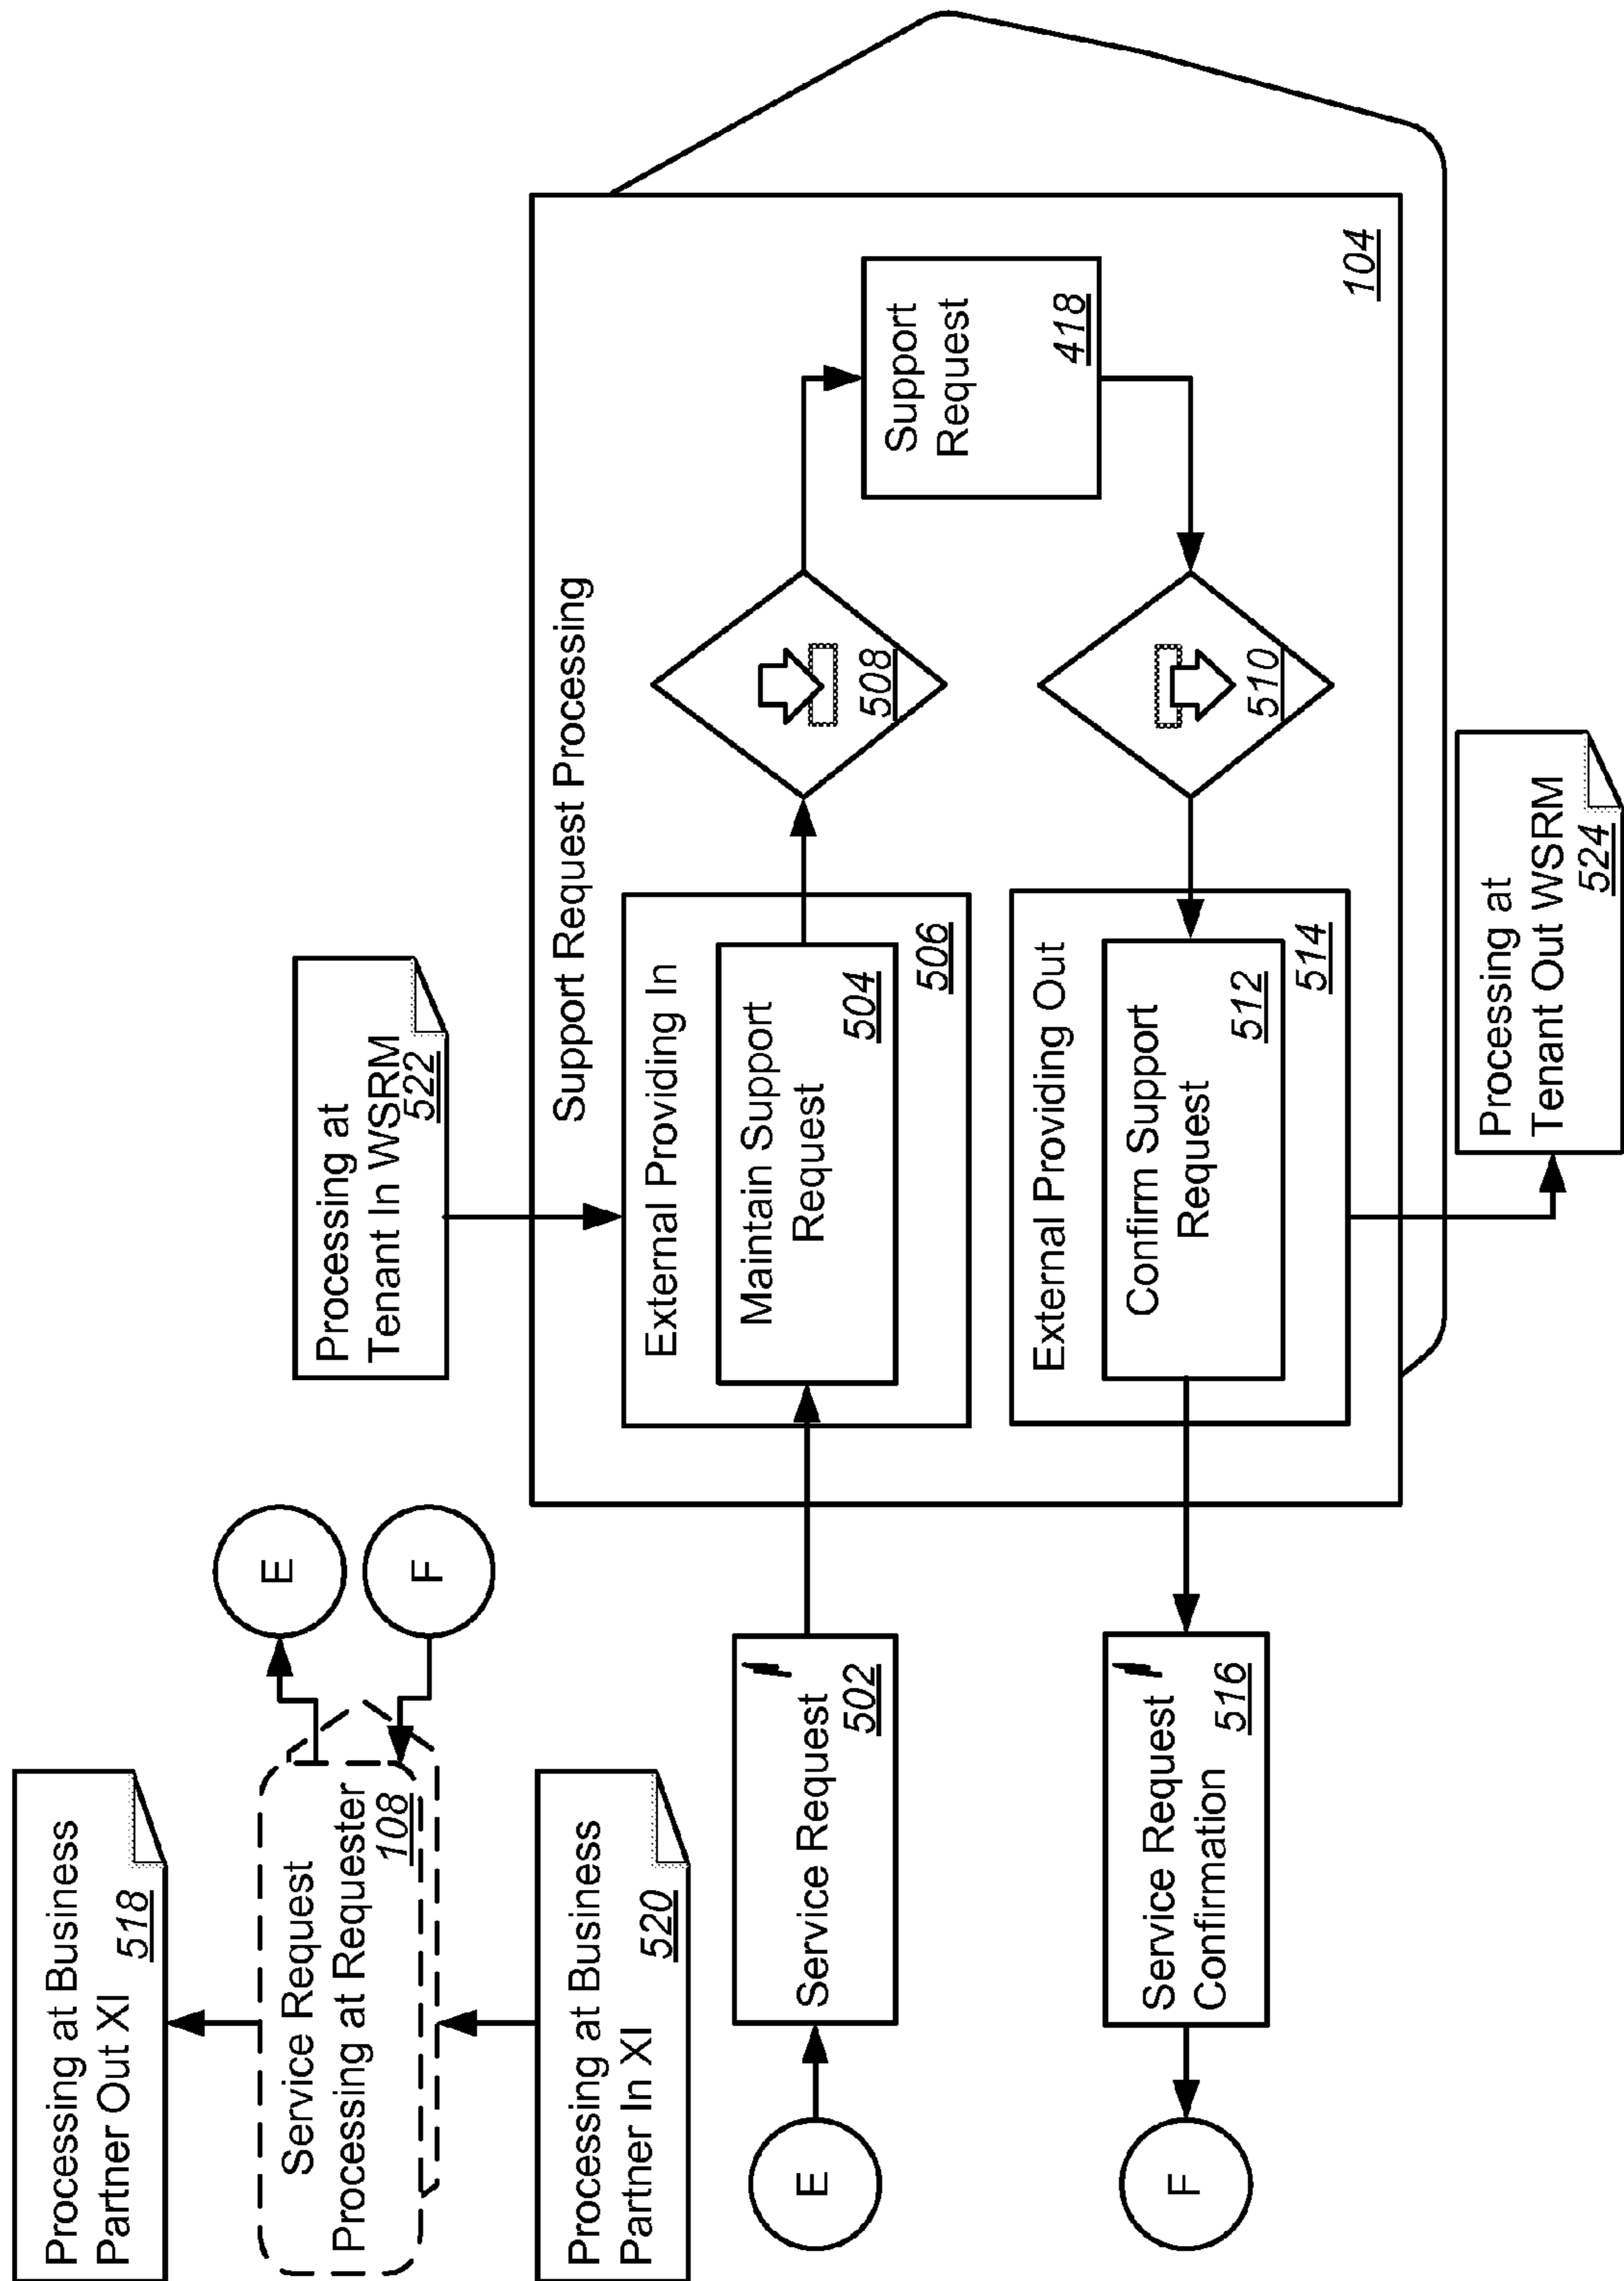 Processing at Business
Partner Out XI
518
Service Request
Processing at Requester
108
Processing at Business
Partner In XI
520
E
F
E
Service Request
502
F
Service Request
Confirmation
516
Processing at
Tenant In WSRM
522
Support Request Processing
External Providing In
Maintain Support
Request
504
506
508
Support
Request
418
510
External Providing Out
Confirm Support
Request
512
514
104
Processing at
Tenant Out WSRM
524